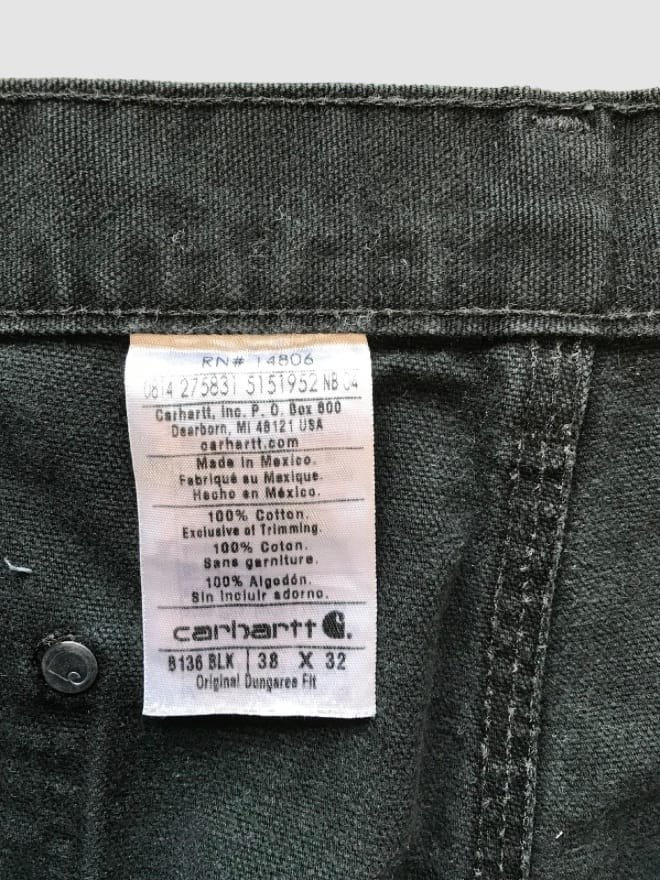 RN# 14806
0814 275831 5151952 NB 04
Carhartt, Inc. P. O. Box 600
Dearborn, MI 48121 USA
carhartt.com
Made in Mexico.
Fabriqué au Mexique.
Hecho en México.
100% Cotton.
Exclusive of Trimming.
100% Coton.
Sans garniture.
100% Algodón.
Sin incluir adorno.
carhartt
B136 BLK | 38 X 32
Original Dungaree Fit